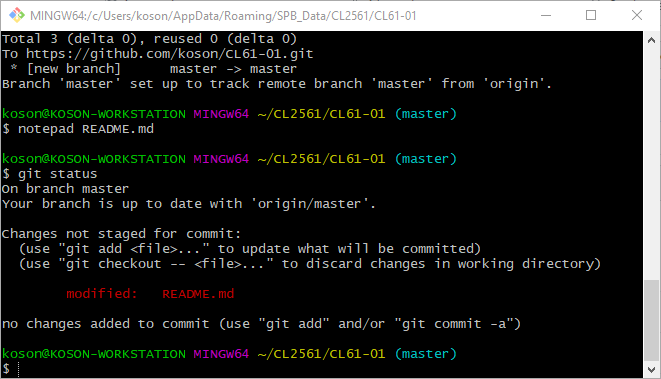 MINGW64:/c/Users/koson/AppData/Roaming/SPB_Data/CL2561/CL61-01
Total 3 (delta 0), reused 0 (delta 0)
To https://github.com/koson/CL61-01.git
 * [new branch]      master -> master
Branch 'master' set up to track remote branch 'master' from 'origin'.

koson@KOSON-WORKSTATION MINGW64 ~/CL2561/CL61-01 (master)
$ notepad README.md

koson@KOSON-WORKSTATION MINGW64 ~/CL2561/CL61-01 (master)
$ git status
On branch master
Your branch is up to date with 'origin/master'.

Changes not staged for commit:
  (use "git add <file>..." to update what will be committed)
  (use "git checkout -- <file>..." to discard changes in working directory)

        modified:   README.md

no changes added to commit (use "git add" and/or "git commit -a")

koson@KOSON-WORKSTATION MINGW64 ~/CL2561/CL61-01 (master)
$